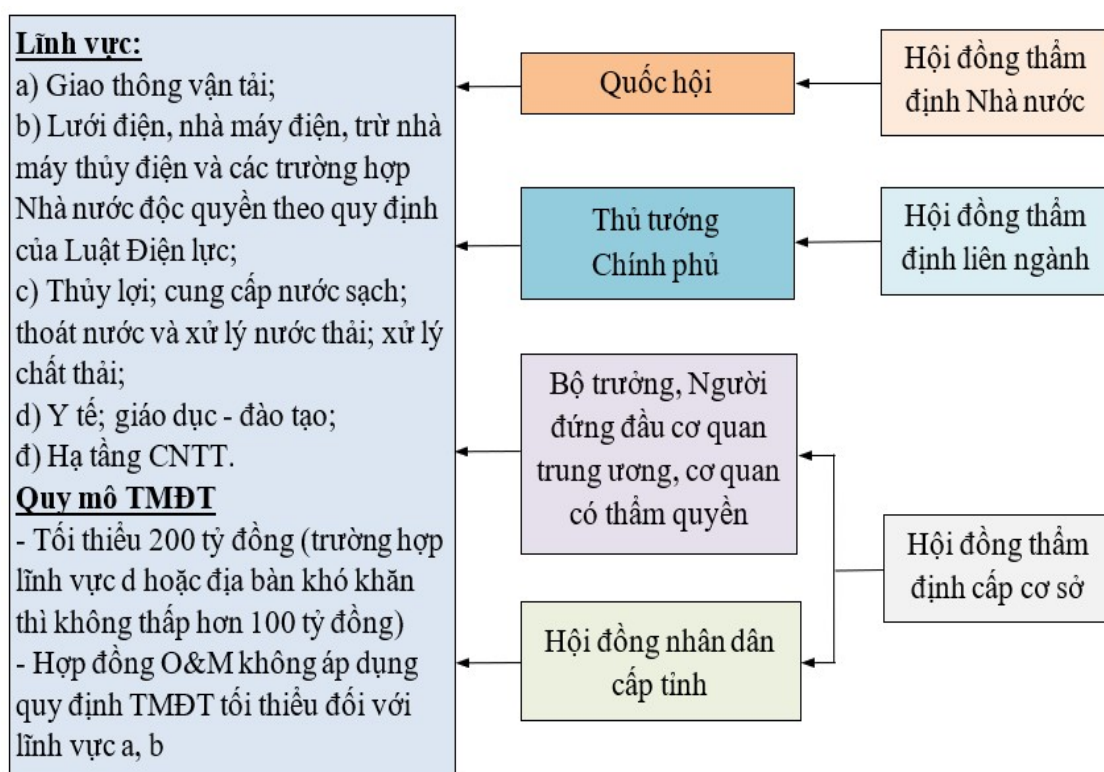 Lĩnh vực:
a) Giao thông vận tải;
b) Lưới điện, nhà máy điện, trừ nhà
máy thủy điện và các trường hợp
Nhà nước độc quyền theo quy định
của Luật Điện lực;
c) Thủy lợi; cung cấp nước sạch;
thoát nước và xử lý nước thải; xử lý
chất thải;
d) Y tế; giáo dục - đào tạo;
đ) Hạ tầng CNTT.
Quy mô TMĐT
- Tối thiểu 200 tỷ đồng (trường hợp
lĩnh vực d hoặc địa bàn khó khăn
thì không thấp hơn 100 tỷ đồng)
- Hợp đồng O&M không áp dụng
quy định TMĐT tối thiểu đối với
lĩnh vực a, b
Quốc hội
Hội đồng thẩm
định Nhà nước
Thủ tướng
Chính phủ
Hội đồng thẩm
định liên ngành
Bộ trưởng, Người
đứng đầu cơ quan
trung ương, cơ quan
có thẩm quyền
Hội đồng nhân dân
cấp tỉnh
Hội đồng thẩm
định cấp cơ sở